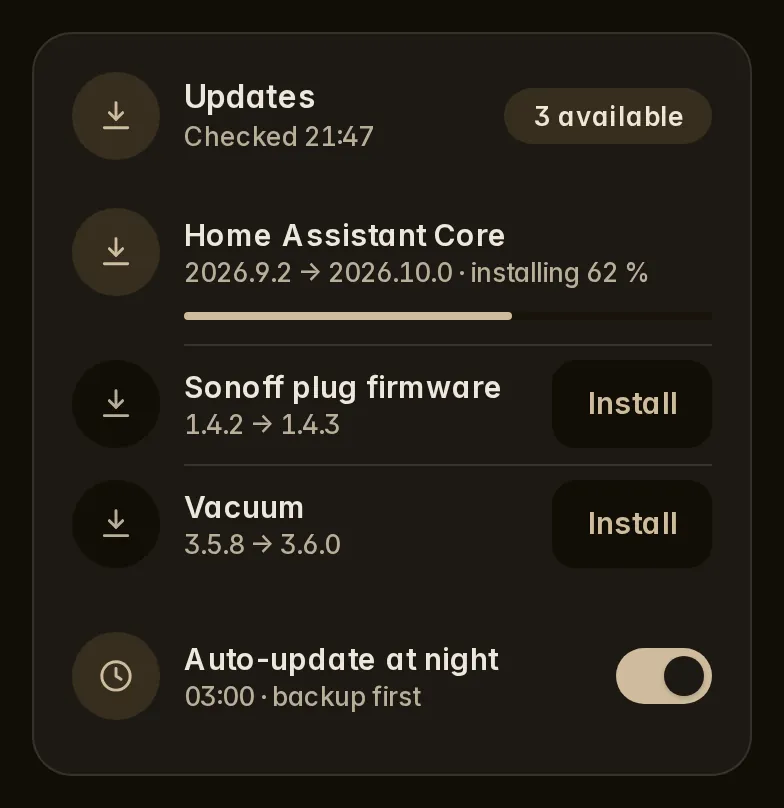 Updates
Checked 21:47
3 available
Home Assistant Core
2026.9.2 → 2026.10.0 · installing 62 %
Sonoff plug firmware
1.4.2 → 1.4.3
Install
Vacuum
3.5.8 → 3.6.0
Install
Auto-update at night
03:00 · backup first